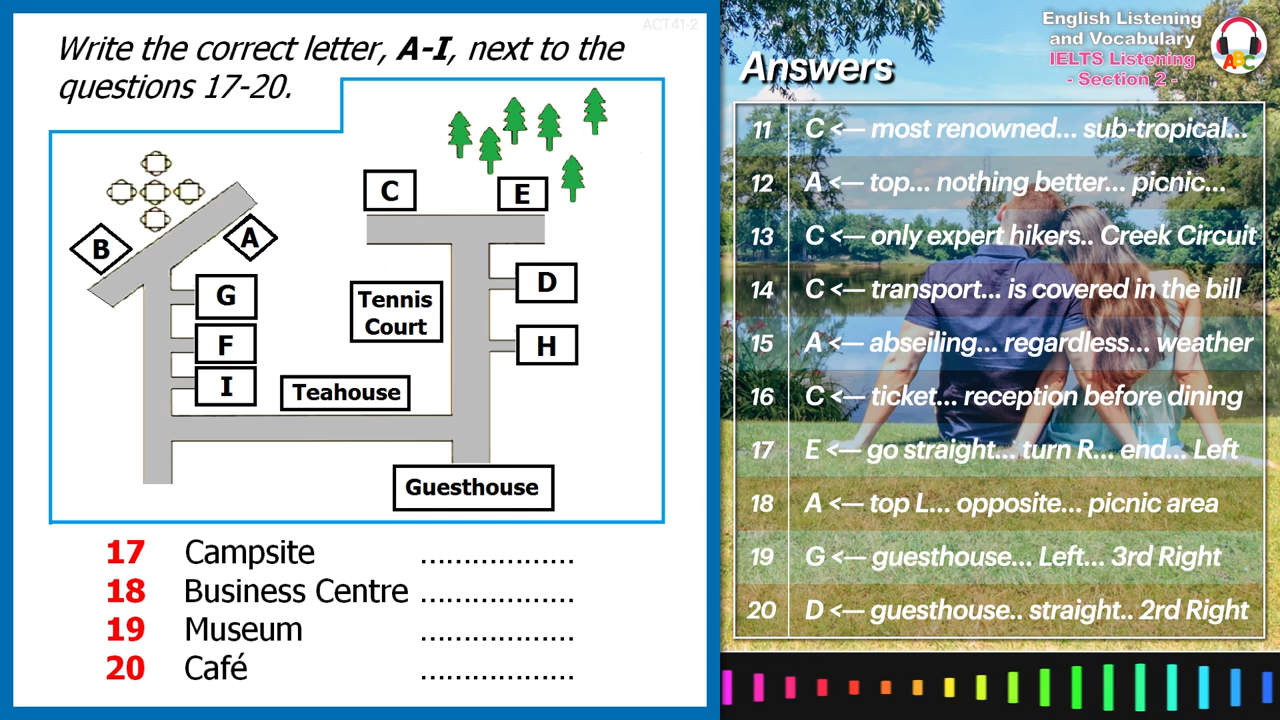 ACT41-2
Write the correct letter, A-I, next to the
questions 17-20.
B
A
C
E
G
F
I
D
H
Tennis
Court
Teahouse
Guesthouse
17 Campsite ..................
18 Business Centre ..................
19 Museum ..................
20 Café ..................
English Listening
and Vocabulary
IELTS Listening
- Section 2 -
ABC
Answers
11 C <— most renowned... sub-tropical...
12 A <— top... nothing better... picnic...
13 C <— only expert hikers.. Creek Circuit
14 C <— transport... is covered in the bill
15 A <— abseiling... regardless... weather
16 C <— ticket... reception before dining
17 E <— go straight... turn R... end... Left
18 A <— top L... opposite... picnic area
19 G <— guesthouse... Left... 3rd Right
20 D <— guesthouse.. straight.. 2rd Right